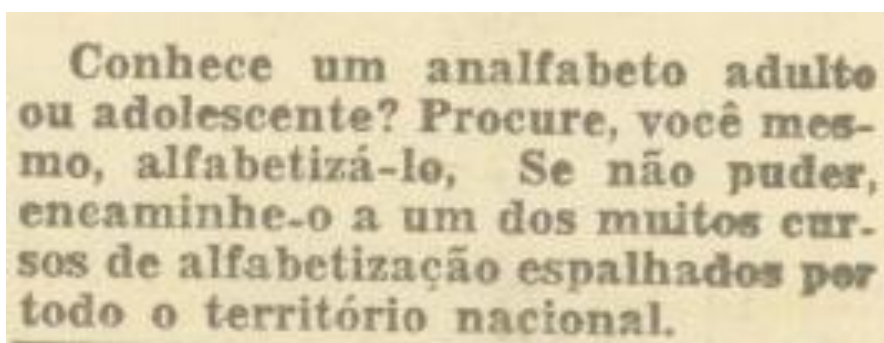 Conhece um analfabeto adulto
ou adolescente? Procure, você mes-
mo, alfabetizá-lo, Se não puder,
encaminhe-o a um dos muitos cur-
sos de alfabetização espalhados por
todo o território nacional.